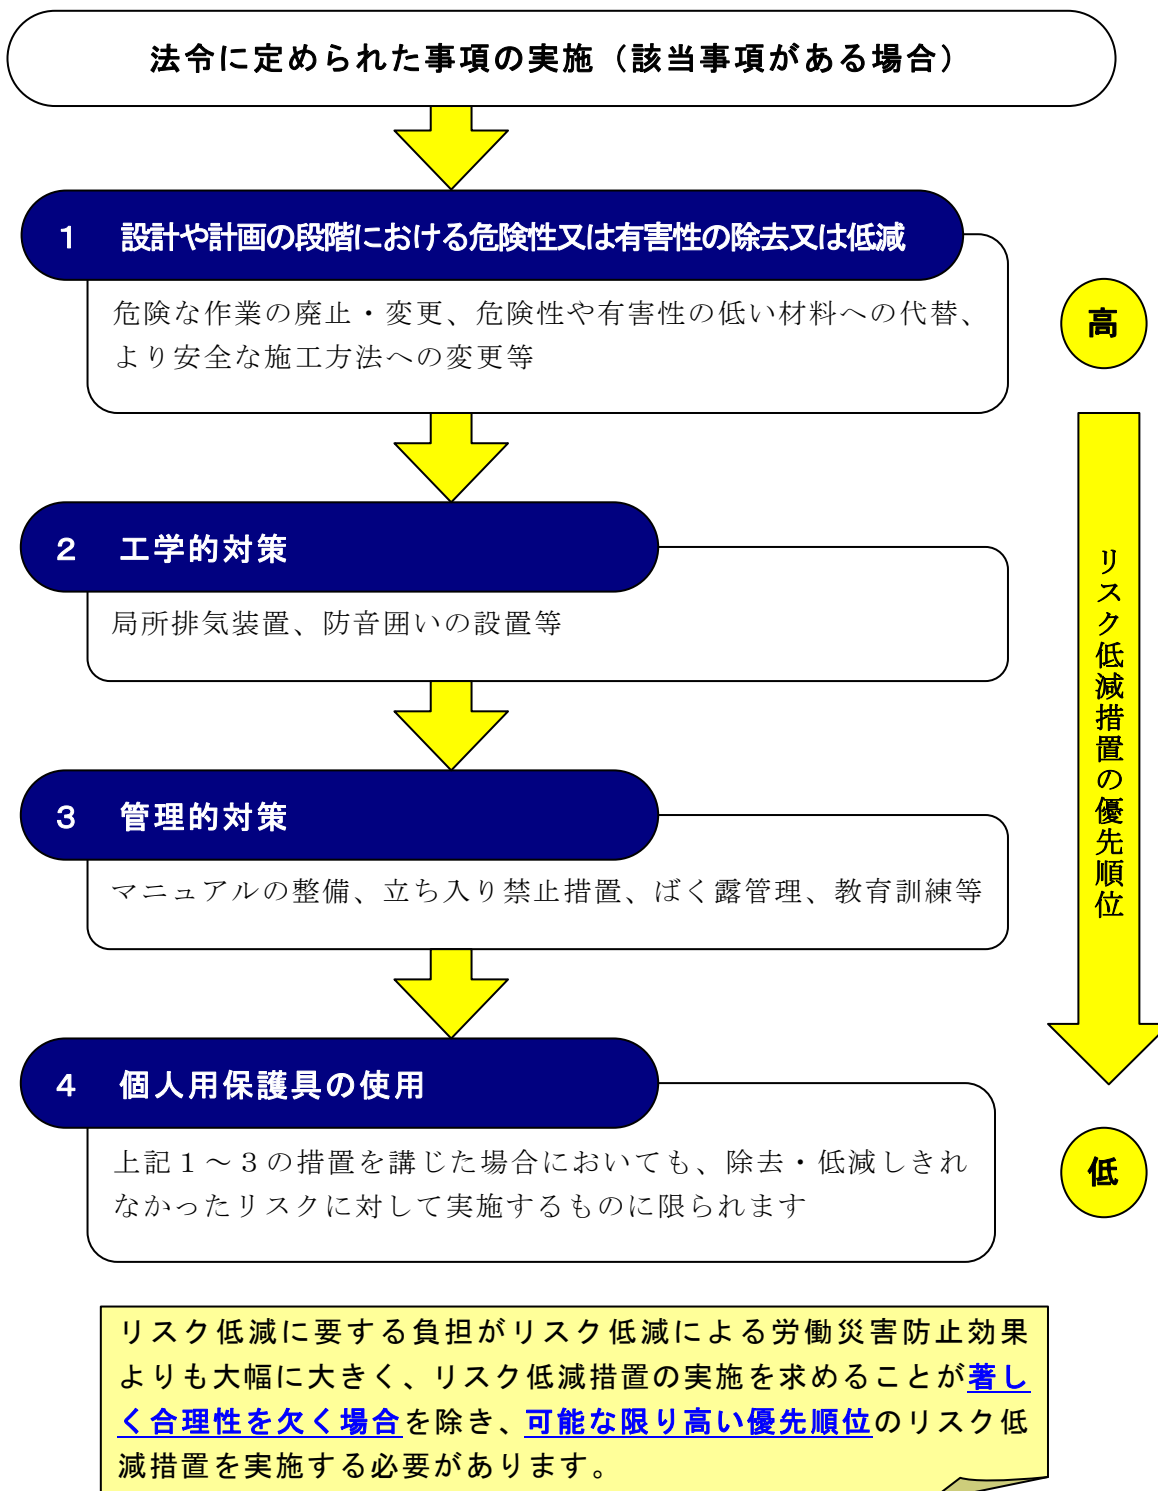 法令に定められた事項の実施（該当事項がある場合）
１　設計や計画の段階における危険性又は有害性の除去又は低減
危険な作業の廃止・変更、危険性や有害性の低い材料への代替、
より安全な施工方法への変更等
高
２　工学的対策
局所排気装置、防音囲いの設置等
リスク低減措置の優先順位
３　管理的対策
マニュアルの整備、立ち入り禁止措置、ばく露管理、教育訓練等
４　個人用保護具の使用
上記１～３の措置を講じた場合においても、除去・低減しきれ
なかったリスクに対して実施するものに限られます
低
リスク低減に要する負担がリスク低減による労働災害防止効果
よりも大幅に大きく、リスク低減措置の実施を求めることが著し
く合理性を欠く場合を除き、可能な限り高い優先順位のリスク低
減措置を実施する必要があります。